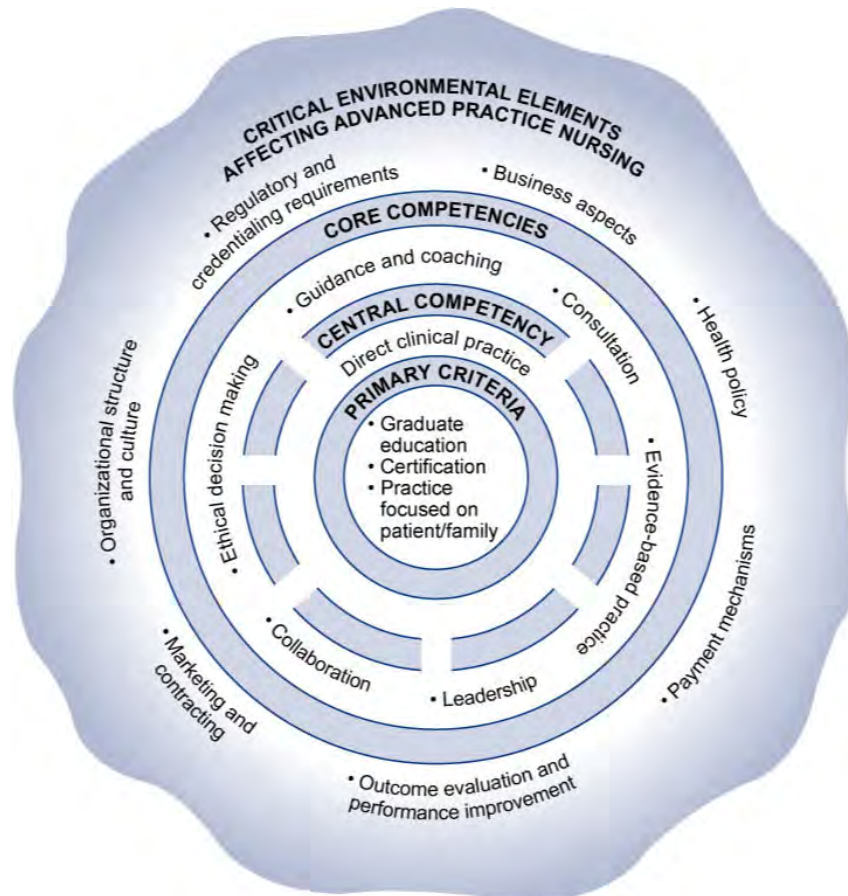 CRITICAL ENVIRONMENTAL ELEMENTS
AFFECTING ADVANCED PRACTICE NURSING
• Regulatory and
credentialing requirements
• Business aspects
CORE COMPETENCIES
• Guidance and coaching
• Consultation
• Health policy
CENTRAL COMPETENCY
Direct clinical practice
PRIMARY CRITERIA
• Graduate
education
• Certification
• Practice
focused on
patient/family
• Organizational structure
and culture
• Ethical decision making
• Evidence-based practice
• Payment mechanisms
• Collaboration
• Leadership
• Marketing and
contracting
• Outcome evaluation and
performance improvement